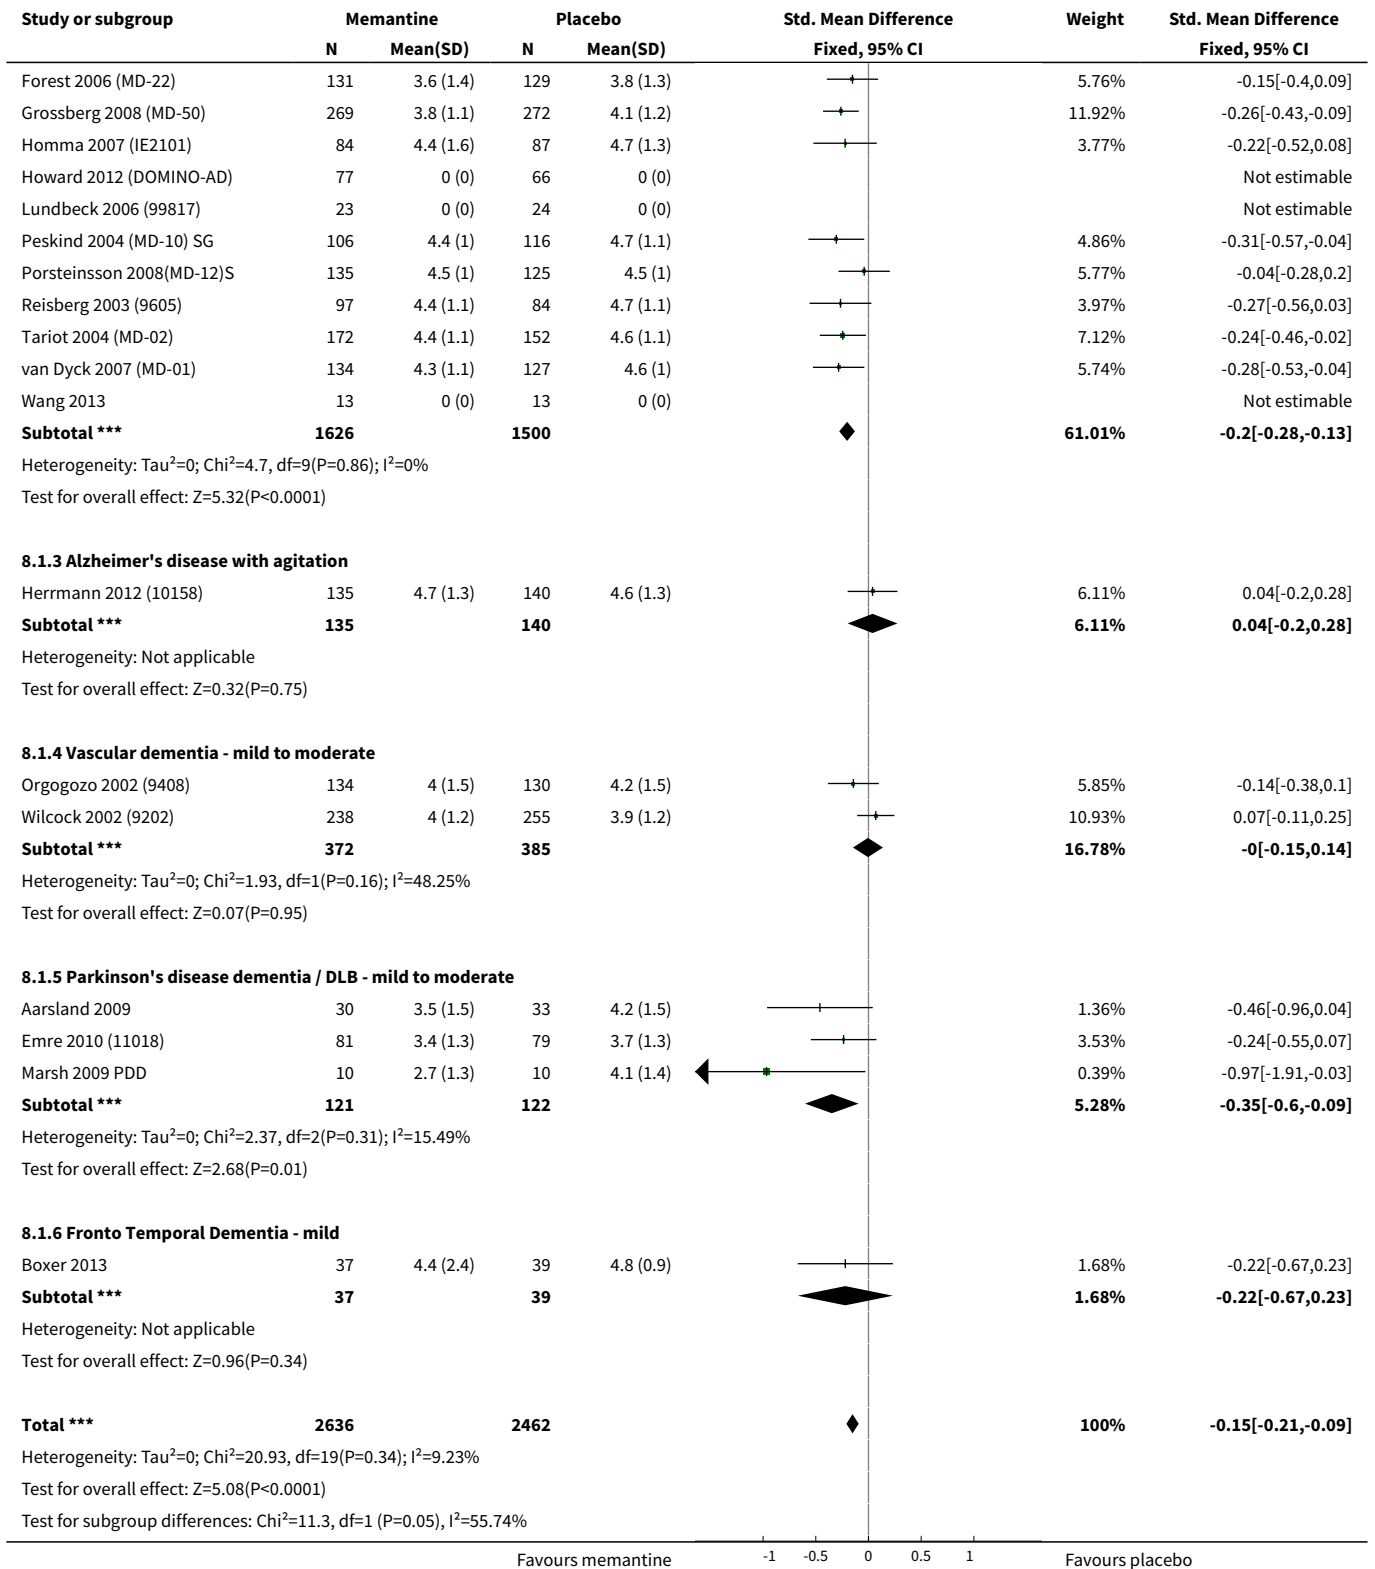 Study or subgroup Memantine Placebo Std. Mean Difference Weight Std. Mean Difference
N Mean(SD) N Mean(SD) Fixed, 95% CI Fixed, 95% CI
Forest 2006 (MD-22) 131 3.6 (1.4) 129 3.8 (1.3) 5.76% -0.15[-0.4,0.09]
Grossberg 2008 (MD-50) 269 3.8 (1.1) 272 4.1 (1.2) 11.92% -0.26[-0.43,-0.09]
Homma 2007 (IE2101) 84 4.4 (1.6) 87 4.7 (1.3) 3.77% -0.22[-0.52,0.08]
Howard 2012 (DOMINO-AD) 77 0 (0) 66 0 (0) Not estimable
Lundbeck 2006 (99817) 23 0 (0) 24 0 (0) Not estimable
Peskind 2004 (MD-10) SG 106 4.4 (1) 116 4.7 (1.1) 4.86% -0.31[-0.57,-0.04]
Porsteinsson 2008(MD-12)S 135 4.5 (1) 125 4.5 (1) 5.77% -0.04[-0.28,0.2]
Reisberg 2003 (9605) 97 4.4 (1.1) 84 4.7 (1.1) 3.97% -0.27[-0.56,0.03]
Tariot 2004 (MD-02) 172 4.4 (1.1) 152 4.6 (1.1) 7.12% -0.24[-0.46,-0.02]
van Dyck 2007 (MD-01) 134 4.3 (1.1) 127 4.6 (1) 5.74% -0.28[-0.53,-0.04]
Wang 2013 13 0 (0) 13 0 (0) Not estimable
Subtotal *** 1626 1500 61.01% -0.2[-0.28,-0.13]
Heterogeneity: Tau²=0; Chi²=4.7, df=9(P=0.86); I²=0%
Test for overall effect: Z=5.32(P<0.0001)
8.1.3 Alzheimer's disease with agitation
Herrmann 2012 (10158) 135 4.7 (1.3) 140 4.6 (1.3) 6.11% 0.04[-0.2,0.28]
Subtotal *** 135 140 6.11% 0.04[-0.2,0.28]
Heterogeneity: Not applicable
Test for overall effect: Z=0.32(P=0.75)
8.1.4 Vascular dementia - mild to moderate
Orgogozo 2002 (9408) 134 4 (1.5) 130 4.2 (1.5) 5.85% -0.14[-0.38,0.1]
Wilcock 2002 (9202) 238 4 (1.2) 255 3.9 (1.2) 10.93% 0.07[-0.11,0.25]
Subtotal *** 372 385 16.78% -0[-0.15,0.14]
Heterogeneity: Tau²=0; Chi²=1.93, df=1(P=0.16); I²=48.25%
Test for overall effect: Z=0.07(P=0.95)
8.1.5 Parkinson's disease dementia / DLB - mild to moderate
Aarsland 2009 30 3.5 (1.5) 33 4.2 (1.5) 1.36% -0.46[-0.96,0.04]
Emre 2010 (11018) 81 3.4 (1.3) 79 3.7 (1.3) 3.53% -0.24[-0.55,0.07]
Marsh 2009 PDD 10 2.7 (1.3) 10 4.1 (1.4) 0.39% -0.97[-1.91,-0.03]
Subtotal *** 121 122 5.28% -0.35[-0.6,-0.09]
Heterogeneity: Tau²=0; Chi²=2.37, df=2(P=0.31); I²=15.49%
Test for overall effect: Z=2.68(P=0.01)
8.1.6 Fronto Temporal Dementia - mild
Boxer 2013 37 4.4 (2.4) 39 4.8 (0.9) 1.68% -0.22[-0.67,0.23]
Subtotal *** 37 39 1.68% -0.22[-0.67,0.23]
Heterogeneity: Not applicable
Test for overall effect: Z=0.96(P=0.34)
Total *** 2636 2462 100% -0.15[-0.21,-0.09]
Heterogeneity: Tau²=0; Chi²=20.93, df=19(P=0.34); I²=9.23%
Test for overall effect: Z=5.08(P<0.0001)
Test for subgroup differences: Chi²=11.3, df=1 (P=0.05), I²=55.74%
Favours memantine -1 -0.5 0 0.5 1 Favours placebo